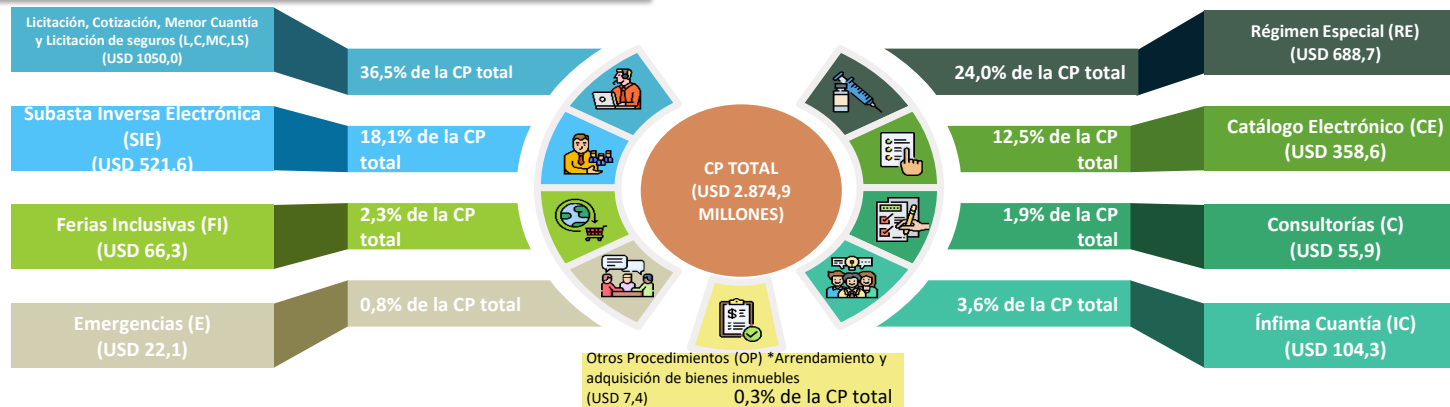 Licitación, Cotización, Menor Cuantía
y Licitación de seguros (L,C,MC,LS)
(USD 1050,0)
36,5% de la CP total
Subasta Inversa Electrónica
(SIE)
(USD 521,6)
18,1% de la CP
total
Ferias Inclusivas (FI)
(USD 66,3)
2,3% de la CP
total
Emergencias (E)
(USD 22,1)
0,8% de la CP total
CP TOTAL
(USD 2.874,9
MILLONES)
Otros Procedimientos (OP) *Arrendamiento y
adquisición de bienes inmuebles
(USD 7,4) 0,3% de la CP total
24,0% de la CP total
Régimen Especial (RE)
(USD 688,7)
12,5% de la CP
total
Catálogo Electrónico (CE)
(USD 358,6)
1,9% de la CP
total
Consultorías (C)
(USD 55,9)
3,6% de la CP total
Ínfima Cuantía (IC)
(USD 104,3)